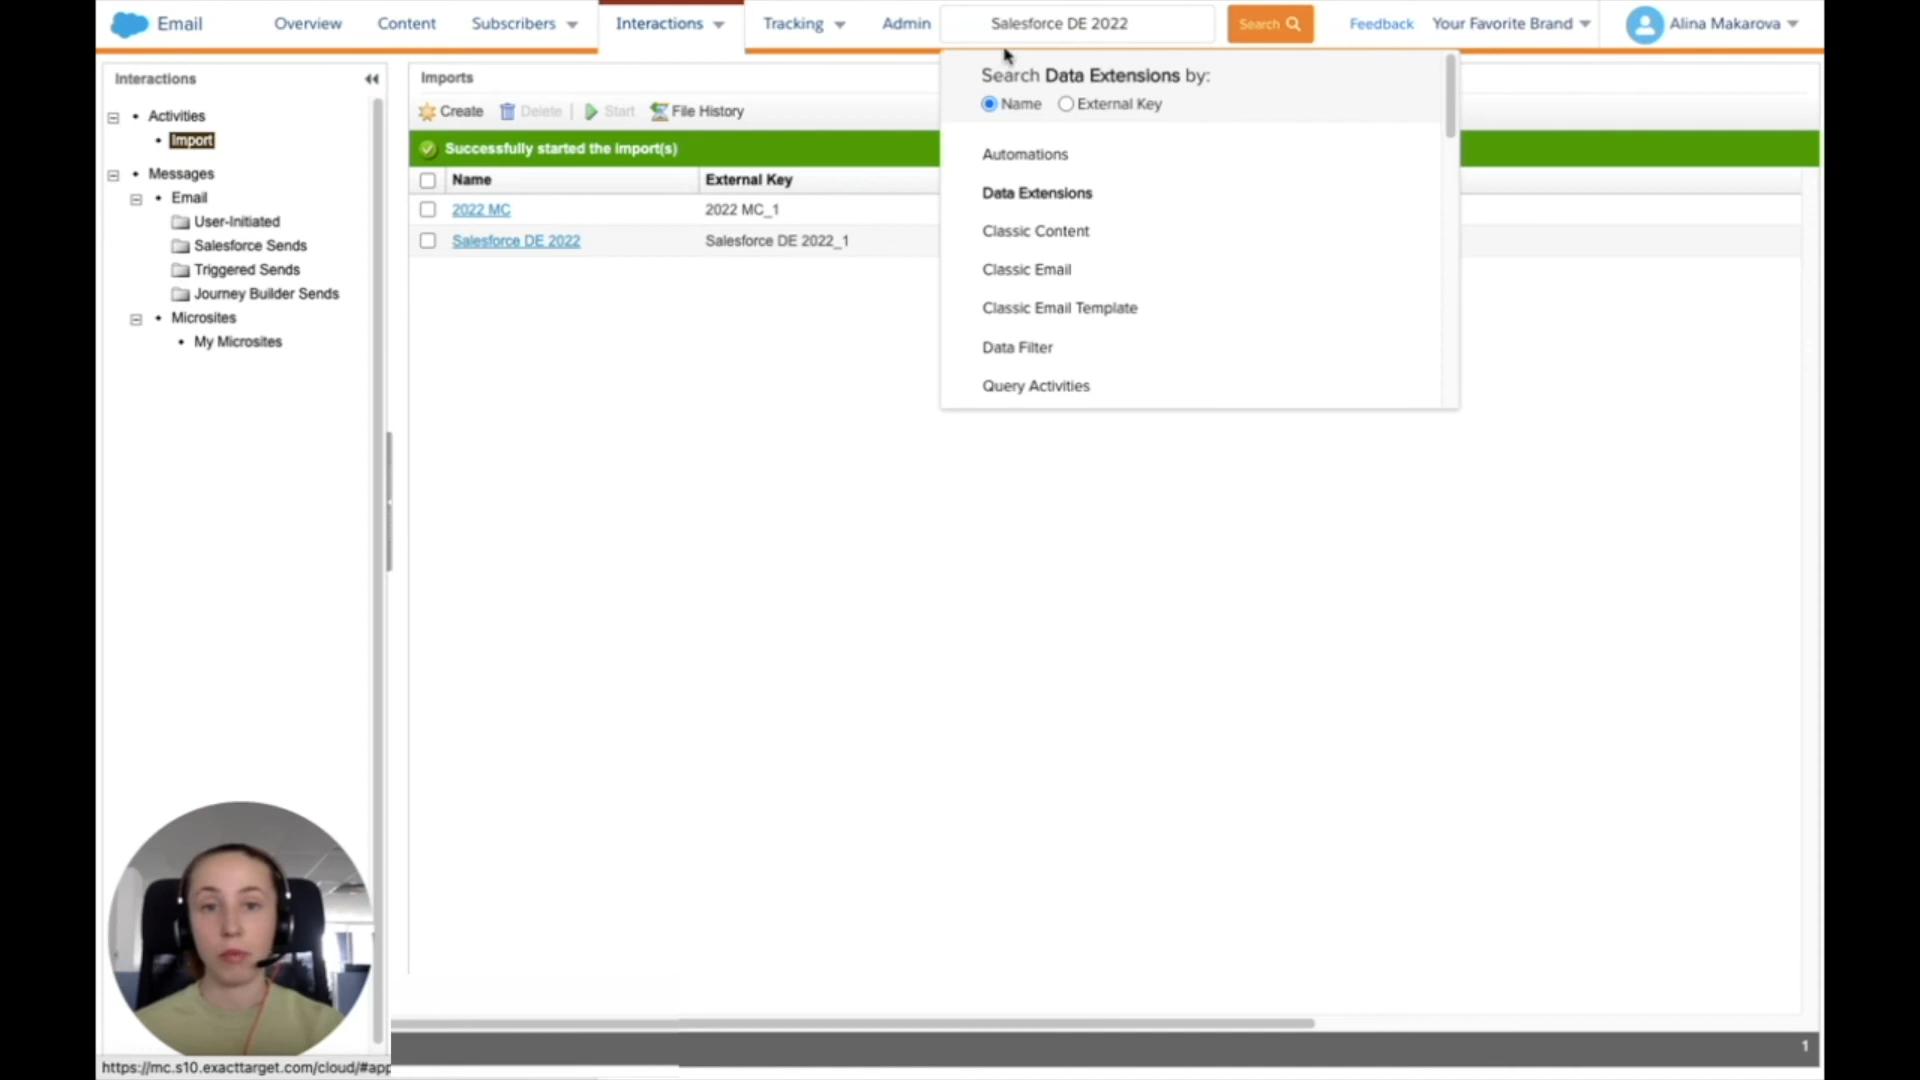 Email
Overview
Content
Subscribers
Interactions
Tracking
Admin
Salesforce DE 2022
Search
Feedback
Your Favorite Brand
Alina Makarova
Interactions
Activities
Import
Messages
Email
User-Initiated
Salesforce Sends
Triggered Sends
Journey Builder Sends
Microsites
My Microsites
Imports
Create
Delete
Start
File History
Successfully started the import(s)
Name
External Key
2022 MC
2022 MC_1
Salesforce DE 2022
Salesforce DE 2022_1
Search Data Extensions by:
Name
External Key
Automations
Data Extensions
Classic Content
Classic Email
Classic Email Template
Data Filter
Query Activities
1
https://mc.s10.exacttarget.com/cloud/#app